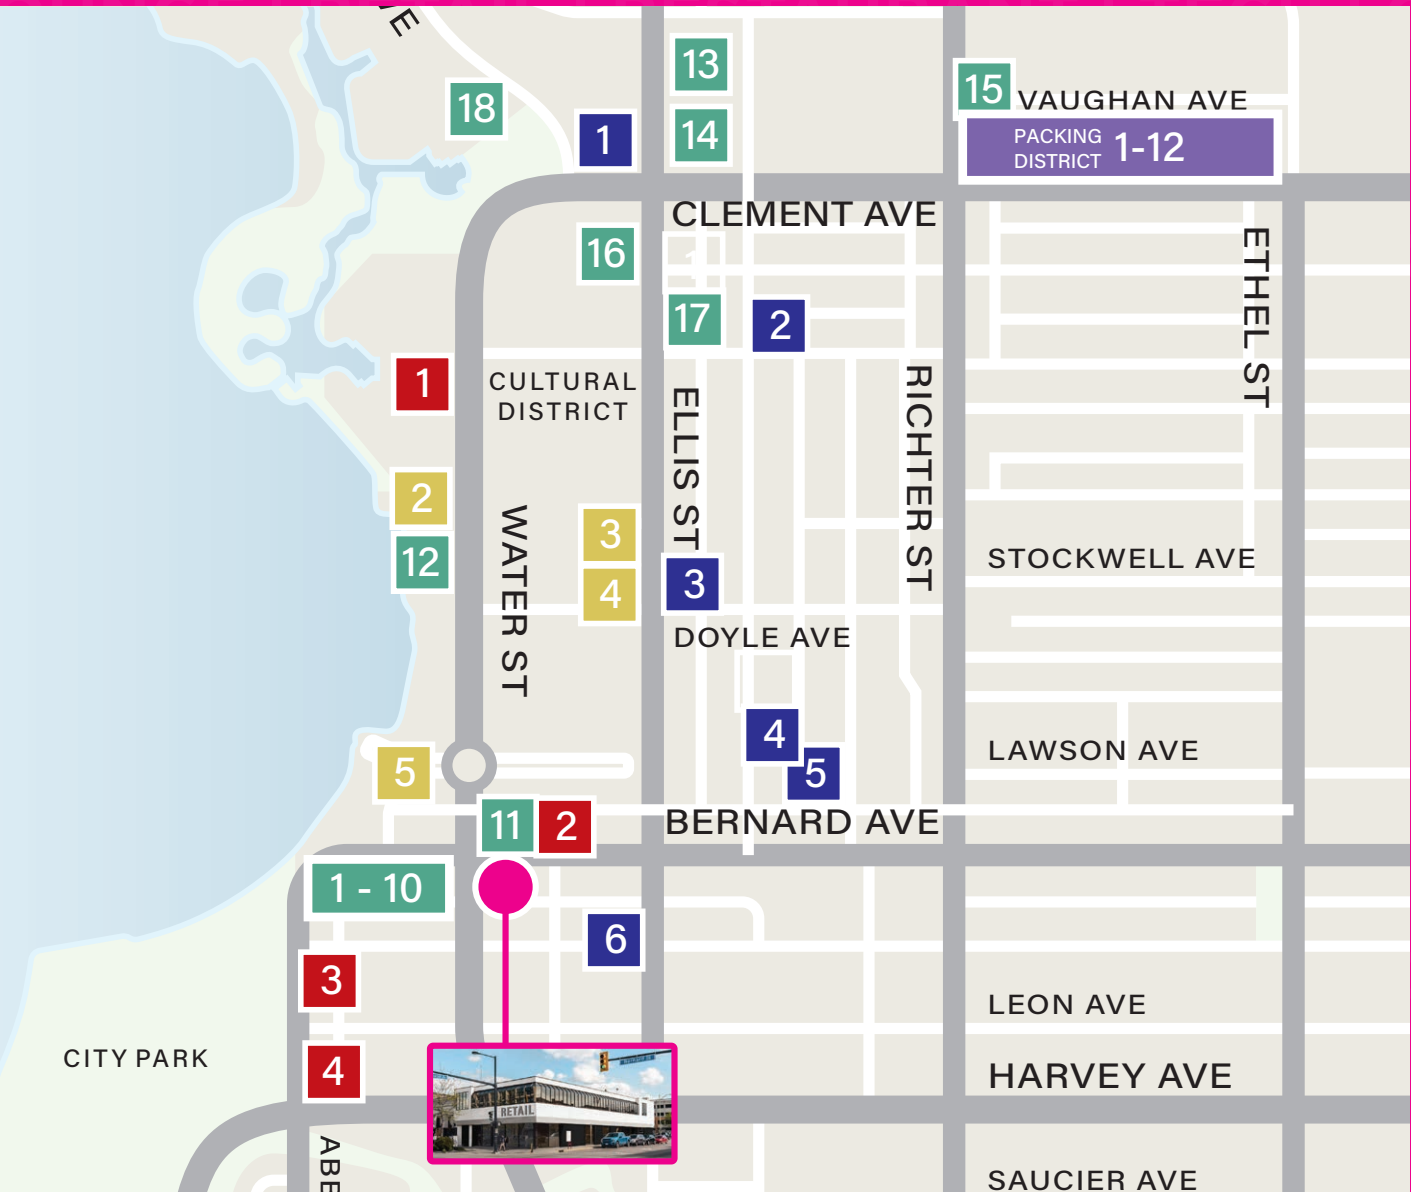 VE
13
15
VAUGHAN AVE
18
14
1
PACKING
DISTRICT
1-12
CLEMENT AVE
16
1
17
2
ETHEL ST
1
CULTURAL
DISTRICT
ELLIS ST
RICHTER ST
2
WATER ST
3
12
STOCKWELL AVE
4
3
DOYLE AVE
4
LAWSON AVE
5
5
11
2
BERNARD AVE
1 - 10
6
3
LEON AVE
CITY PARK
4
HARVEY AVE
RETAIL
ABE
SAUCIER AVE